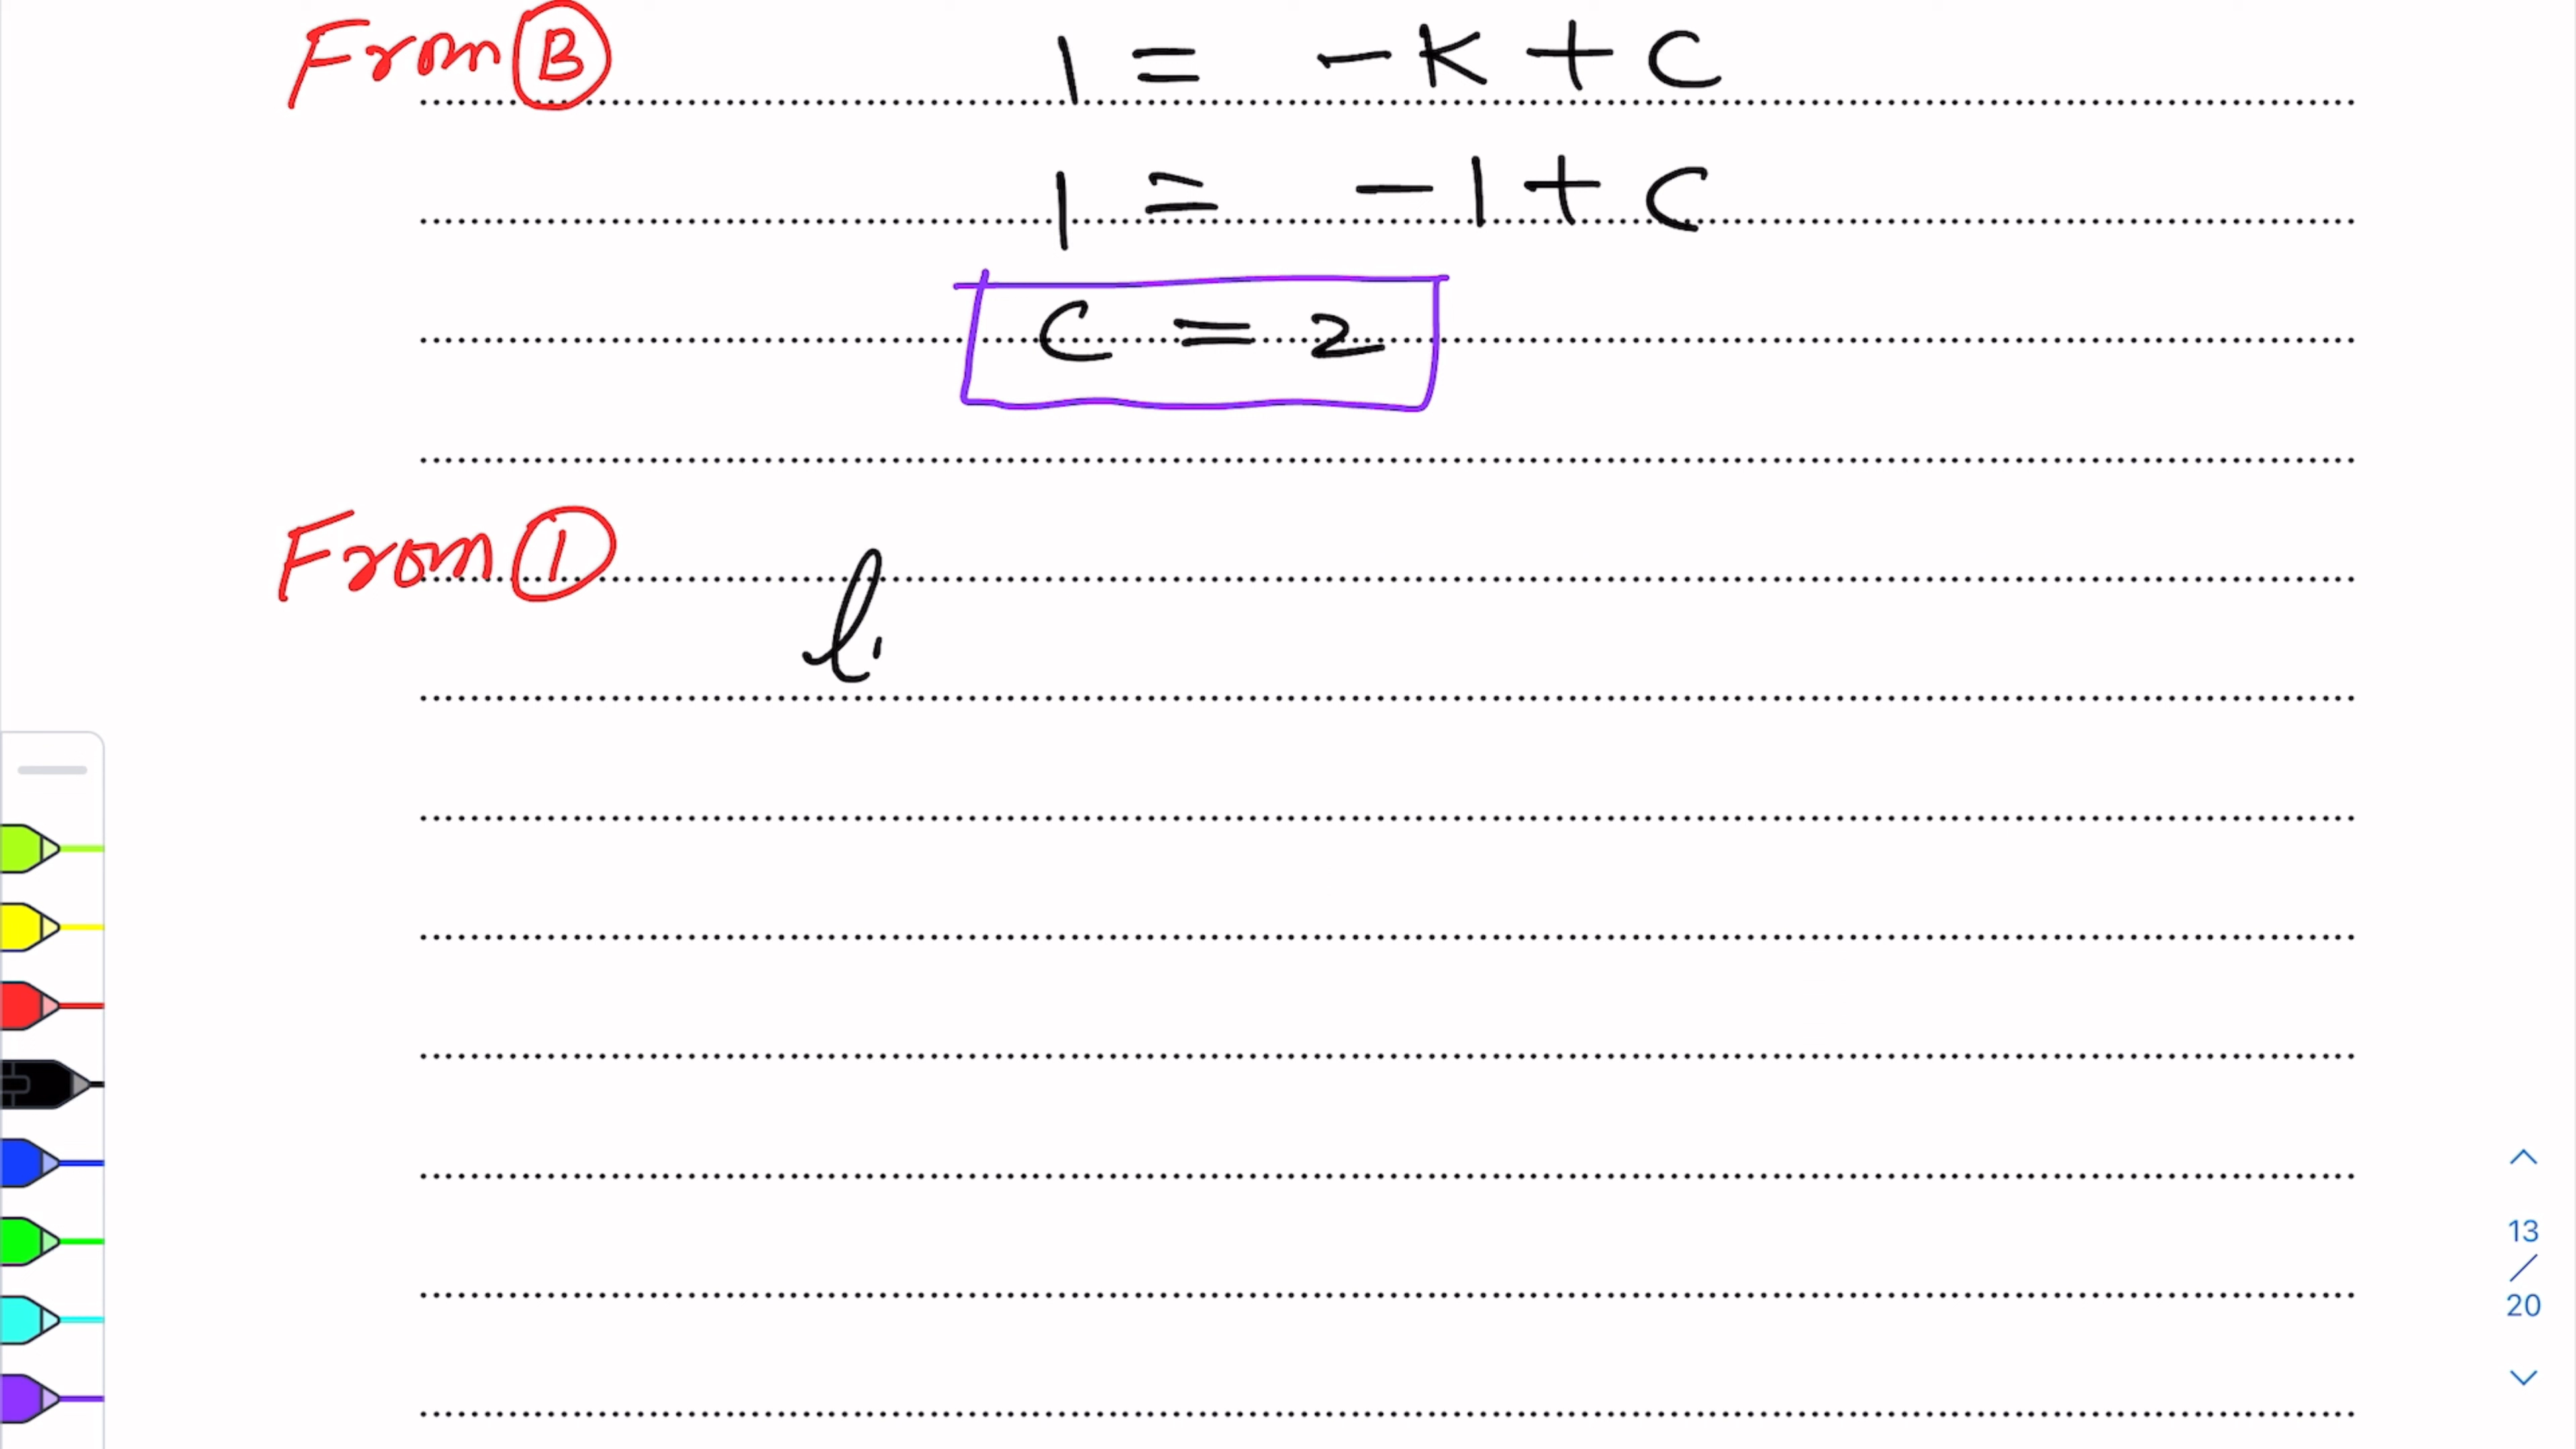 From B 1 = -K + C
1 = -1 + C
C = 2
From 1
l
13
/
20